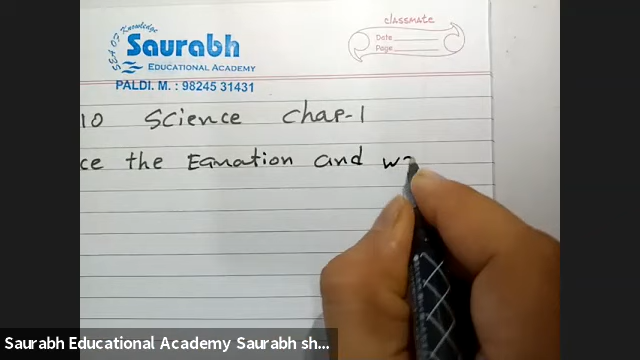 classmate
SEA OF Knowledge
Saurabh
EDUCATIONAL ACADEMY
Date
Page
PALDI. M. : 98245 31431
10 Science Chap-1
ce the Equation and
Saurabh Educational Academy Saurabh sh...